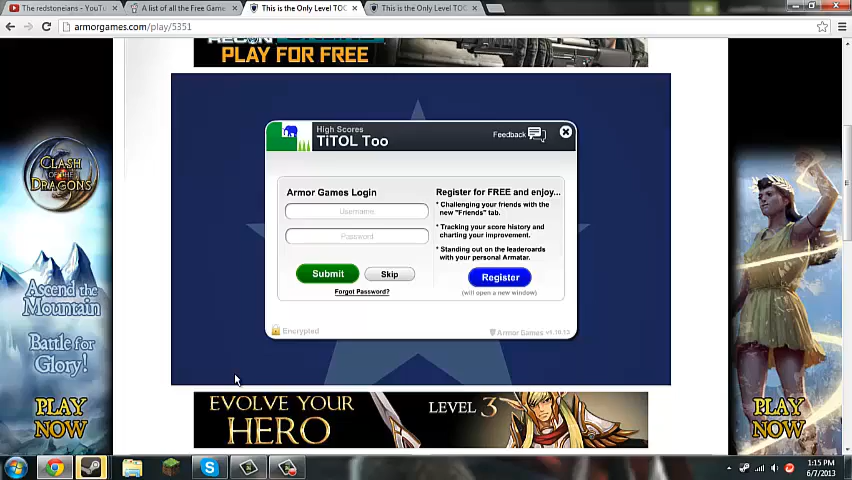 The redstoneians - YouTu
A list of all the Free Game
This is the Only Level TOO
This is the Only Level TOO
armorgames.com/play/5351
RECON
PLAY FOR FREE
High Scores
TiTOL Too
Feedback
Armor Games Login
Username
Password
Submit
Skip
Forgot Password?
Register for FREE and enjoy...
* Challenging your friends with the
new "Friends" tab.
* Tracking your score history and
charting your improvement.
* Standing out on the leaderoards
with your personal Armatar.
Register
(will open a new window)
Encrypted
Armor Games v1.10.13
CLASH
OF THE
DRAGONS
Ascend the
Mountain
Battle for
Glory!
PLAY
NOW
EVOLVE YOUR
HERO
LEVEL 3
PLAY
NOW
1:15 PM
6/7/2013